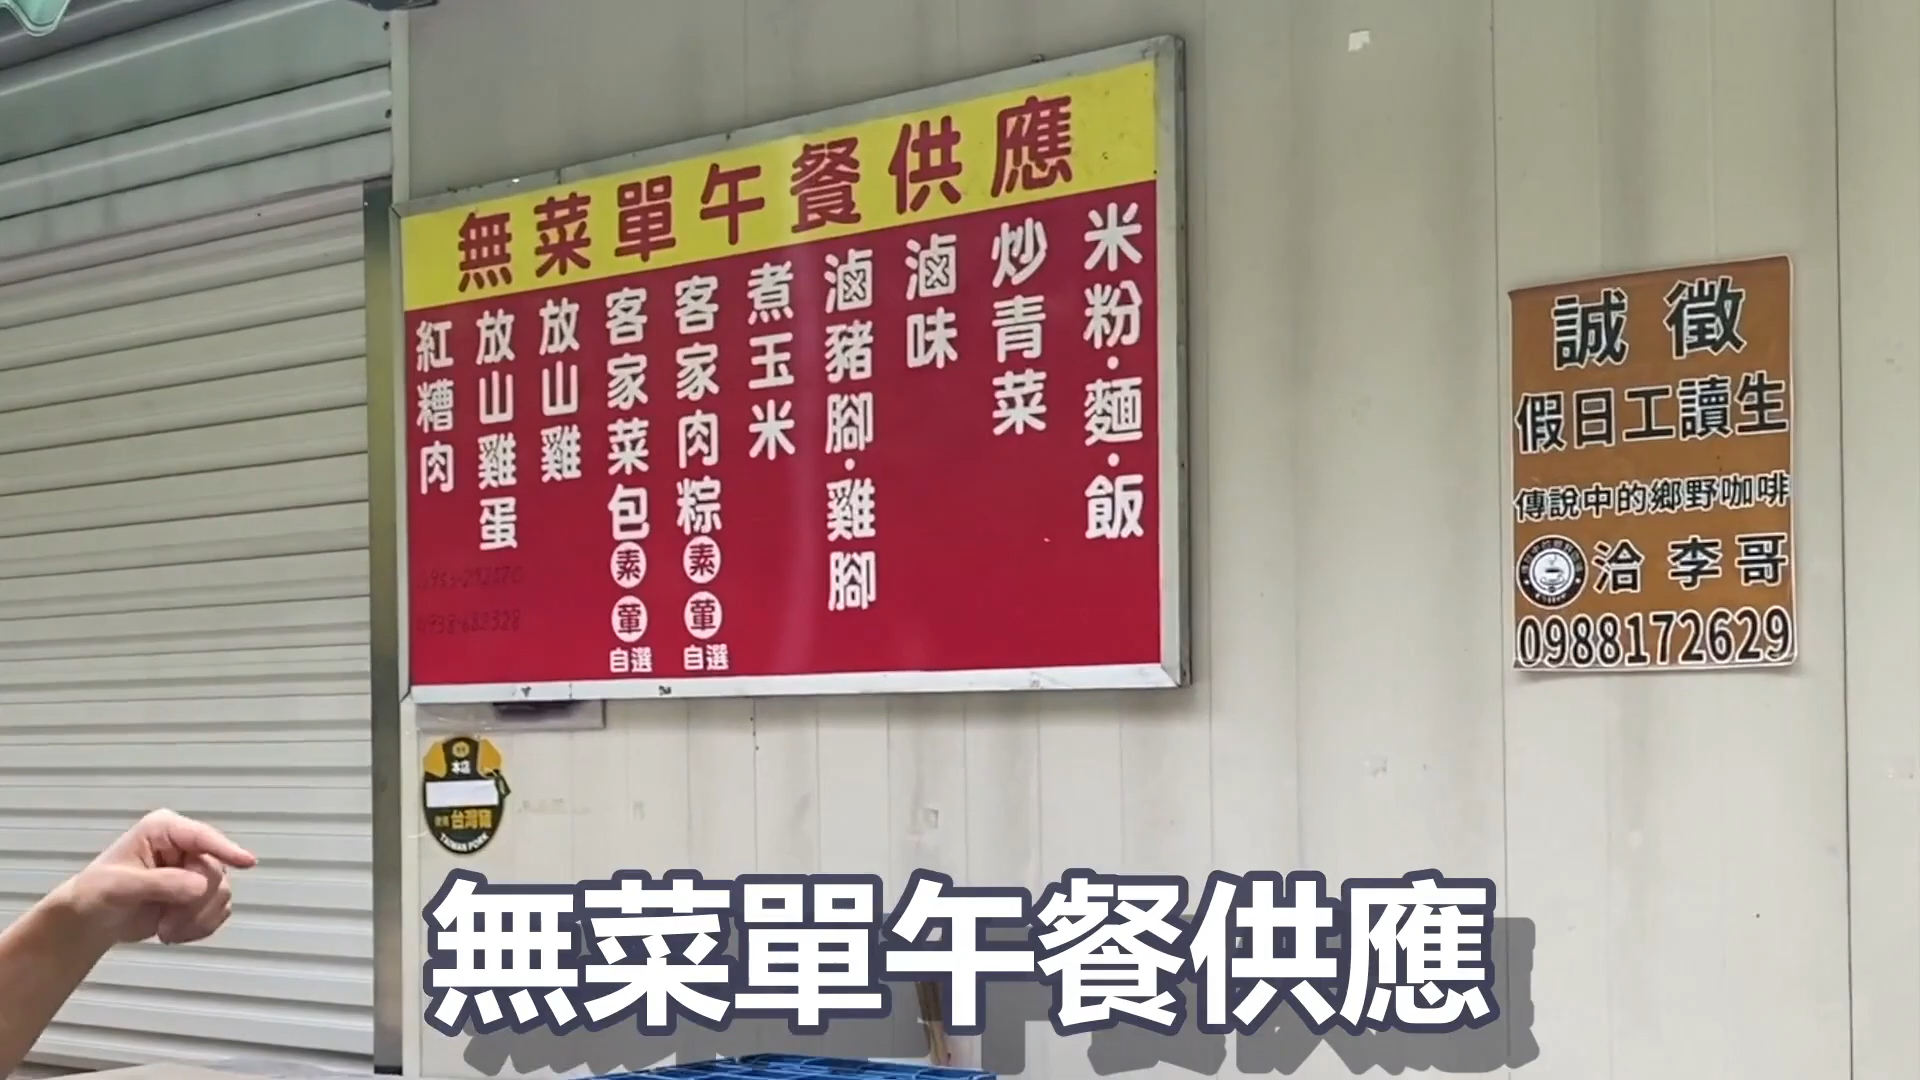 無菜單午餐供應
米粉·麵·飯
炒青菜
滷味
滷豬腳·雞腳
煮玉米
客家肉粽素葷自選
客家菜包素葷自選
放山雞
放山雞蛋
紅糟肉
誠徵
假日工讀生
傳說中的鄉野咖啡
洽 李哥
0988172629
本店
台灣豬
TAIWAN PORK
無菜單午餐供應